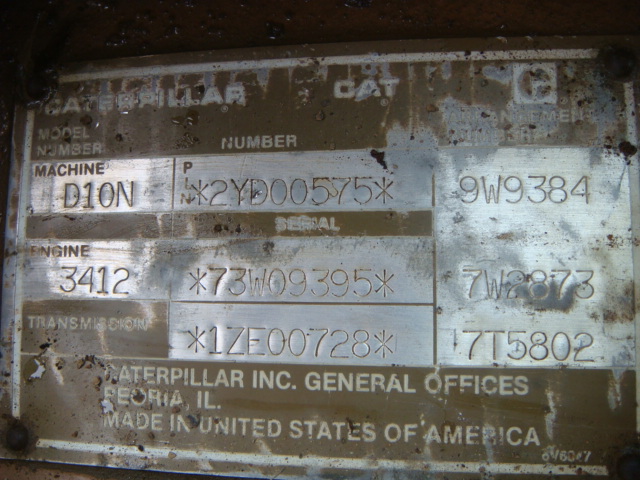 CATERPILLAR CAT C
MODEL NUMBER NUMBER
MACHINE
D10N PIN *2YD00575* 9W9384
SERIAL
ENGINE
3412 *73W09395* 7W2873
TRANSMISSION *1ZE00728* 7T5802
CATERPILLAR INC. GENERAL OFFICES
PEORIA, IL.
MADE IN UNITED STATES OF AMERICA